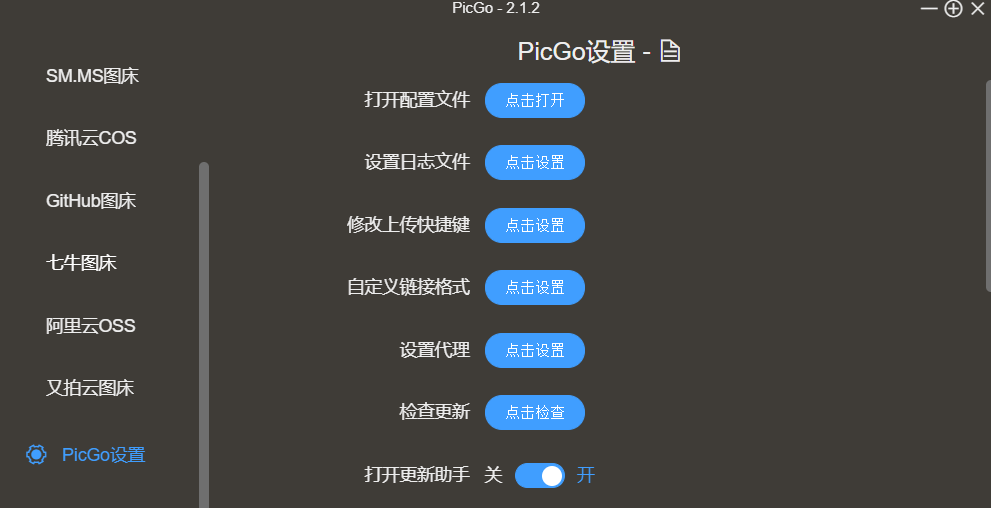 PicGo - 2.1.2
SM.MS图床
腾讯云COS
GitHub图床
七牛图床
阿里云OSS
又拍云图床
PicGo设置
PicGo设置 -
打开配置文件 点击打开
设置日志文件 点击设置
修改上传快捷键 点击设置
自定义链接格式 点击设置
设置代理 点击设置
检查更新 点击检查
打开更新助手 关 开